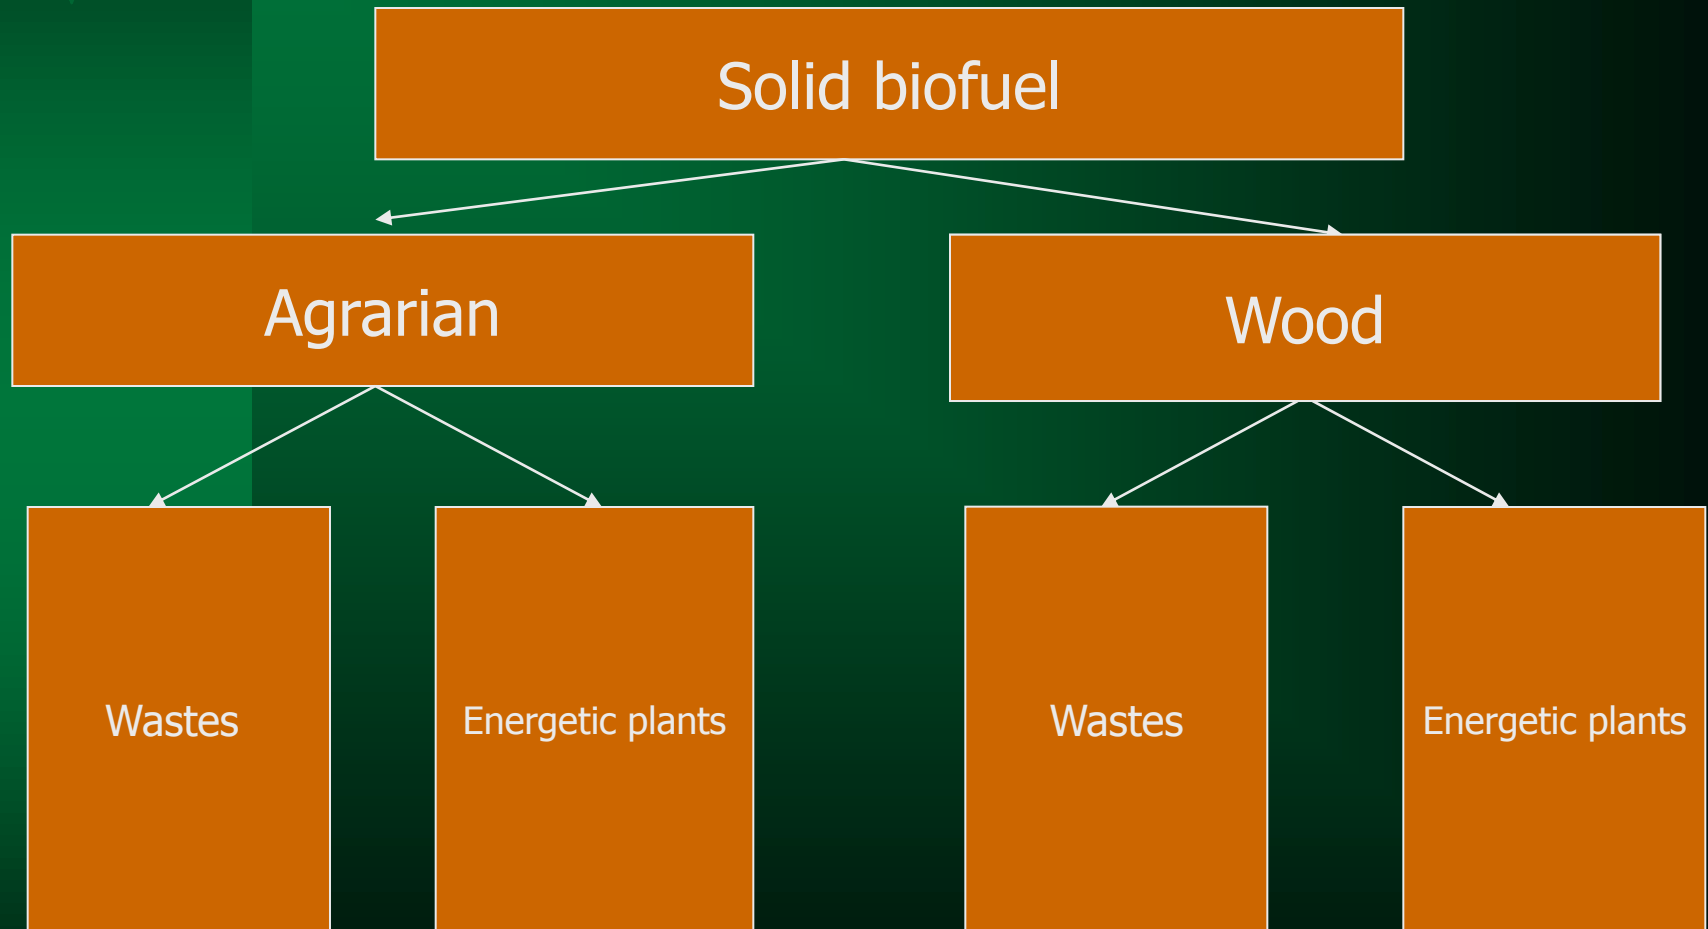 Solid biofuel
Agrarian
Wood
Wastes
Energetic plants
Wastes
Energetic plants